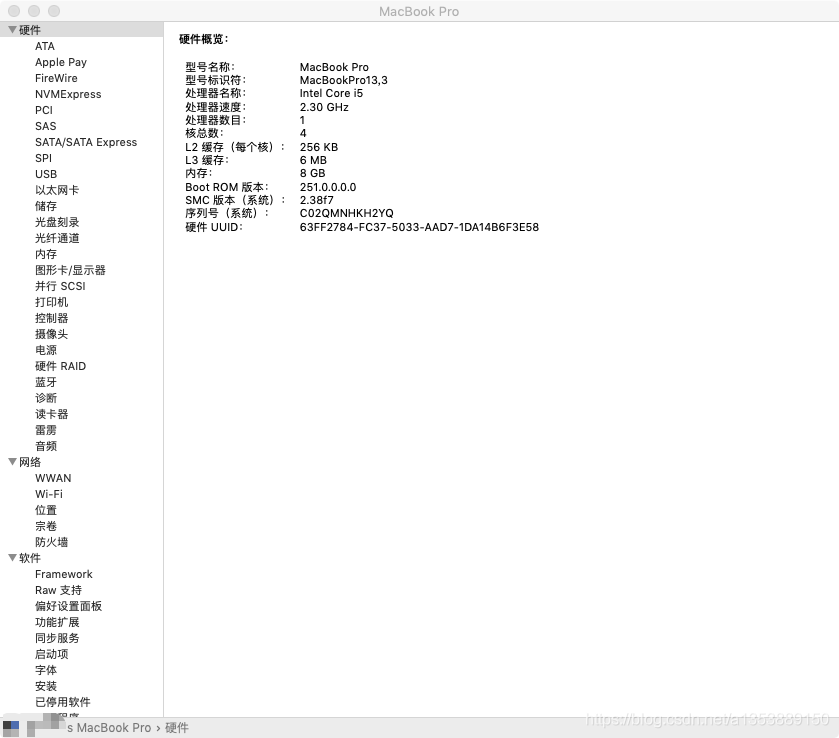 MacBook Pro
硬件
ATA
Apple Pay
FireWire
NVMExpress
PCI
SAS
SATA/SATA Express
SPI
USB
以太网卡
储存
光盘刻录
光纤通道
内存
图形卡/显示器
并行 SCSI
打印机
控制器
摄像头
电源
硬件 RAID
蓝牙
诊断
读卡器
雷雳
音频
网络
WWAN
Wi-Fi
位置
宗卷
防火墙
软件
Framework
Raw 支持
偏好设置面板
功能扩展
同步服务
启动项
字体
安装
已停用软件
硬件概览：
型号名称： MacBook Pro
型号标识符： MacBookPro13,3
处理器名称： Intel Core i5
处理器速度： 2.30 GHz
处理器数目： 1
核总数： 4
L2 缓存（每个核）： 256 KB
L3 缓存： 6 MB
内存： 8 GB
Boot ROM 版本： 251.0.0.0.0
SMC 版本（系统）： 2.38f7
序列号（系统）： C02QMNHKH2YQ
硬件 UUID： 63FF2784-FC37-5033-AAD7-1DA14B6F3E58
s MacBook Pro › 硬件
https://blog.csdn.net/a1353889150